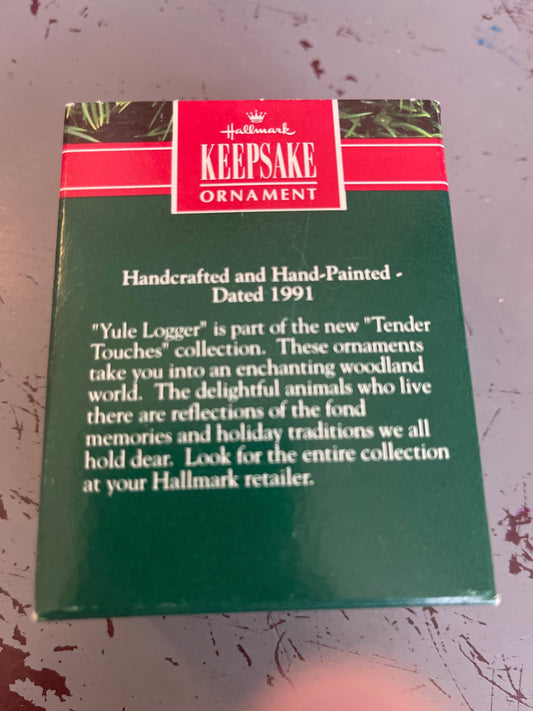 Hallmark
KEEPSAKE
ORNAMENT
Handcrafted and Hand-Painted -
Dated 1991
"Yule Logger" is part of the new "Tender
Touches" collection. These ornaments
take you into an enchanting woodland
world. The delightful animals who live
there are reflections of the fond
memories and holiday traditions we all
hold dear. Look for the entire collection
at your Hallmark retailer.